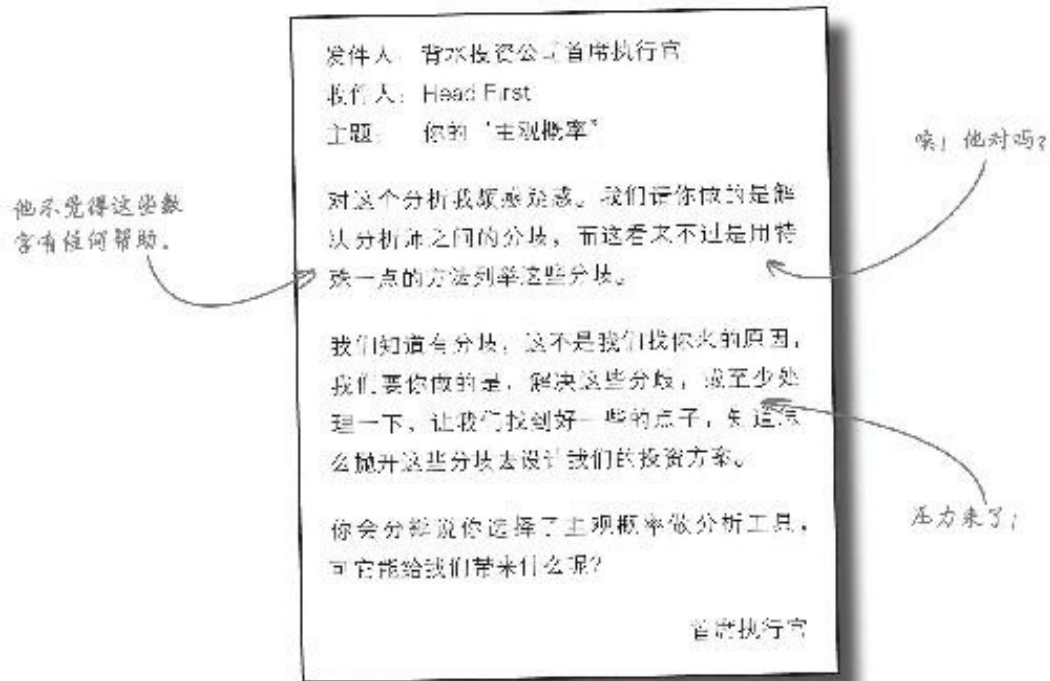 发件人：背水投资公司首席执行官
收件人：Head First
主题：你的“主观概率”
唉！他对吗？
他不觉得这些数
字有任何帮助。
对这个分析我颇感疑惑。我们请你做的是解
决分析师之间的分歧，而这看来不过是用特
殊一点的方法列举这些分歧。
我们知道有分歧，这不是我们找你来的原因，
我们要你做的是，解决这些分歧，或至少处
理一下，让我们找到好一些的点子，知道怎
么抛开这些分歧去设计我们的投资方案。
压力来了！
你会分辩说你选择了主观概率做分析工具，
可它能给我们带来什么呢？
首席执行官